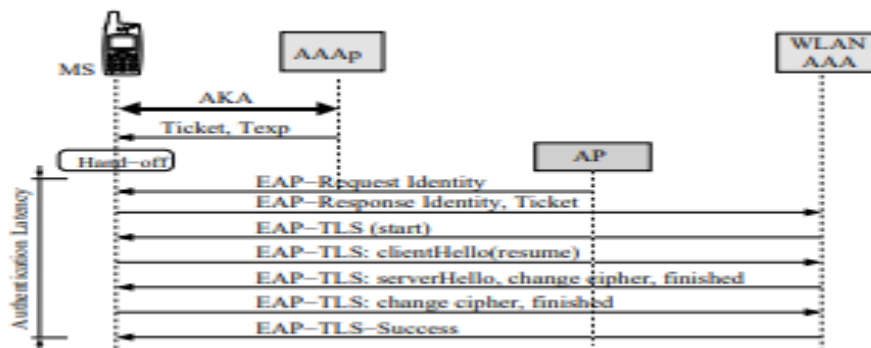 MS
AAAp
WLAN
AAA
AKA
Ticket, Texp
Hand-off
AP
EAP-Request Identity
EAP-Response Identity, Ticket
EAP-TLS (start)
EAP-TLS: clientHello(resume)
EAP-TLS: serverHello, change cipher, finished
EAP-TLS: change cipher, finished
EAP-TLS-Success
Authentication Latency